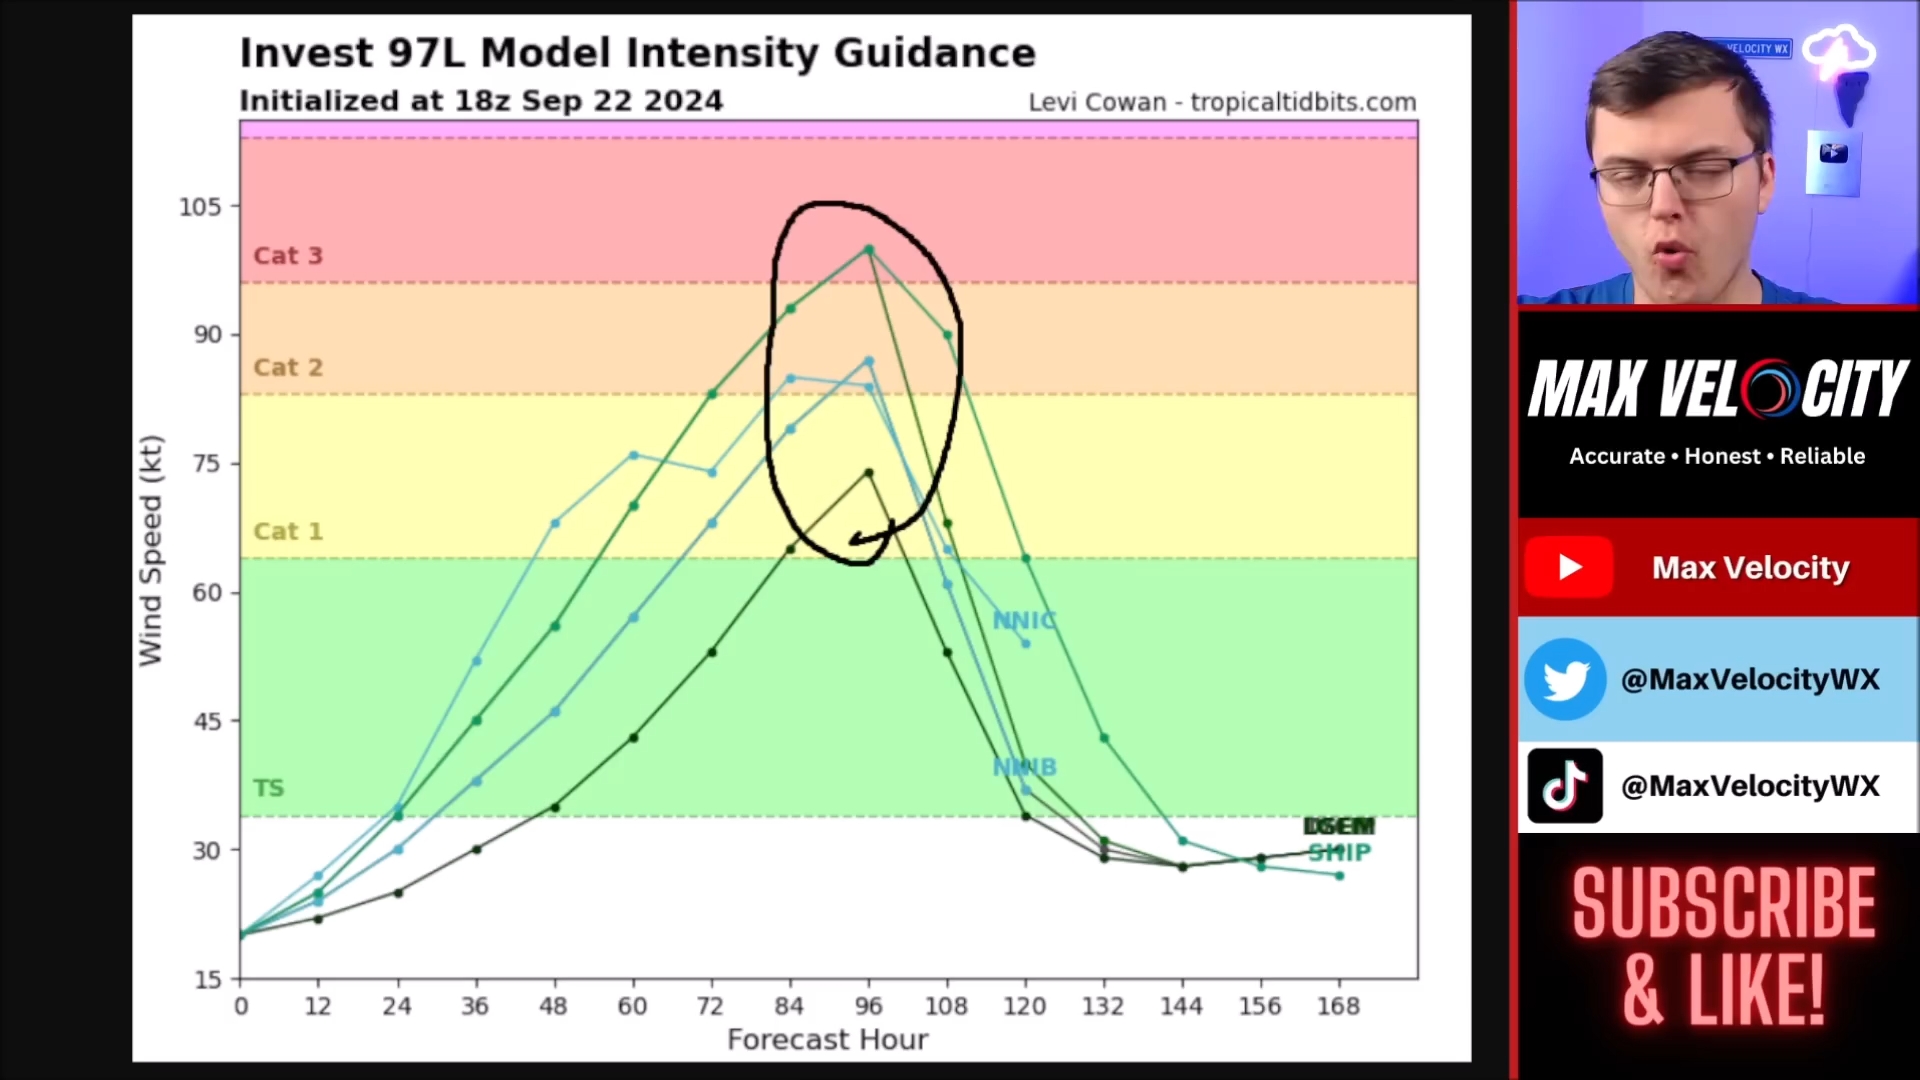 Invest 97L Model Intensity Guidance
Initialized at 18z Sep 22 2024
Levi Cowan - tropicaltidbits.com
105
90
75
60
45
30
15
Wind Speed (kt)
Cat 3
Cat 2
Cat 1
TS
NNIC
NNIB
LGEM
SHIP
0 12 24 36 48 60 72 84 96 108 120 132 144 156 168
Forecast Hour
VELOCITY WX
MAX VELOCITY
Accurate • Honest • Reliable
Max Velocity
@MaxVelocityWX
@MaxVelocityWX
SUBSCRIBE
& LIKE!